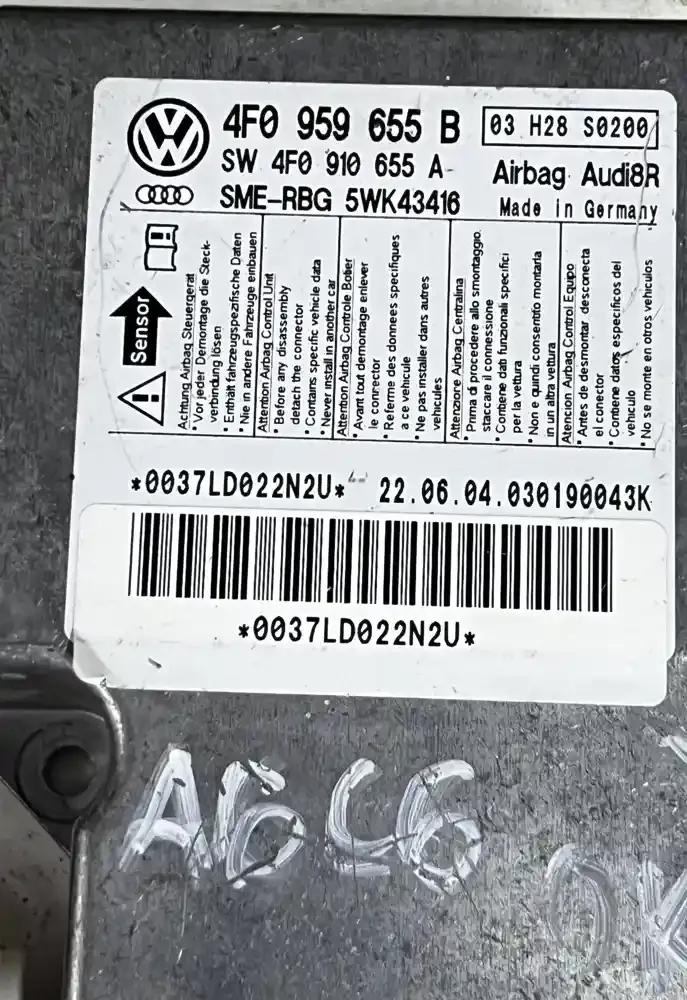 4F0 959 655 B
03 H28 S0200
SW 4F0 910 655 A
Airbag Audi8R
SME-RBG 5WK43416
Made in Germany
Sensor
Achtung Airbag Steuergerät
* Vor jeder Demontage die Steck-
verbindung lösen
* Enthält fahrzeugspezifische Daten
* Nie in andere Fahrzeuge einbauen
Attention Airbag Control Unit
* Before any disassembly
detach the connector
* Contains specific vehicle data
* Never install in another car
Attention Airbag Controle Boîtier
* Avant tout demontage enlever
le connector
* Referme des donnees specifiques
a ce vehicule
* Ne pas installer dans autres
vehicules
Attenzione Airbag Centralina
* Prima di procedere allo smontaggio
staccare il connessione
* Contiene dati funzionali specifici
per la vettura
* Non e quindi consentito montarla
in un altra vettura
Atencion Airbag Control Equipo
* Antes de desmontar desconecta
el conector
* Contiene datos especificos del
vehiculo
* No se monte en otros vehiculos
*0037LD022N2U*
22.06.04.030190043K
*0037LD022N2U*
A6C6
OK